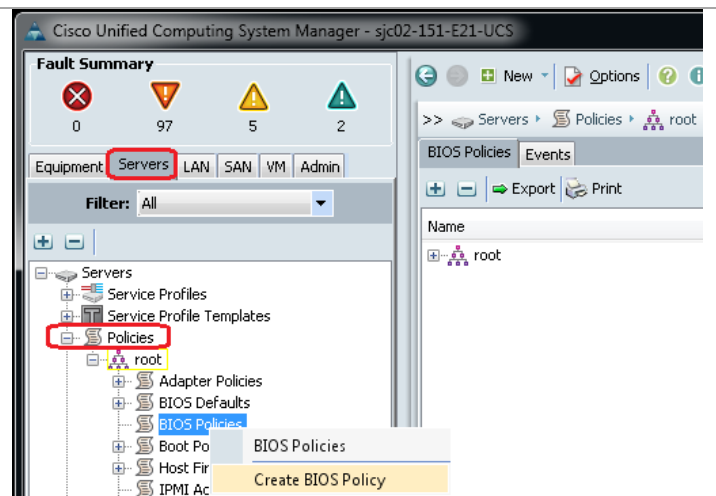 Cisco Unified Computing System Manager - sjc02-151-E21-UCS
Fault Summary
0 97 5 2
Equipment Servers LAN SAN VM Admin
Filter: All
Servers
Service Profiles
Service Profile Templates
Policies
root
Adapter Policies
BIOS Defaults
BIOS Policies
Boot Po
Host Fir
IPMI Ac
BIOS Policies
Create BIOS Policy
New Options
>> Servers Policies root
BIOS Policies Events
Export Print
Name
root